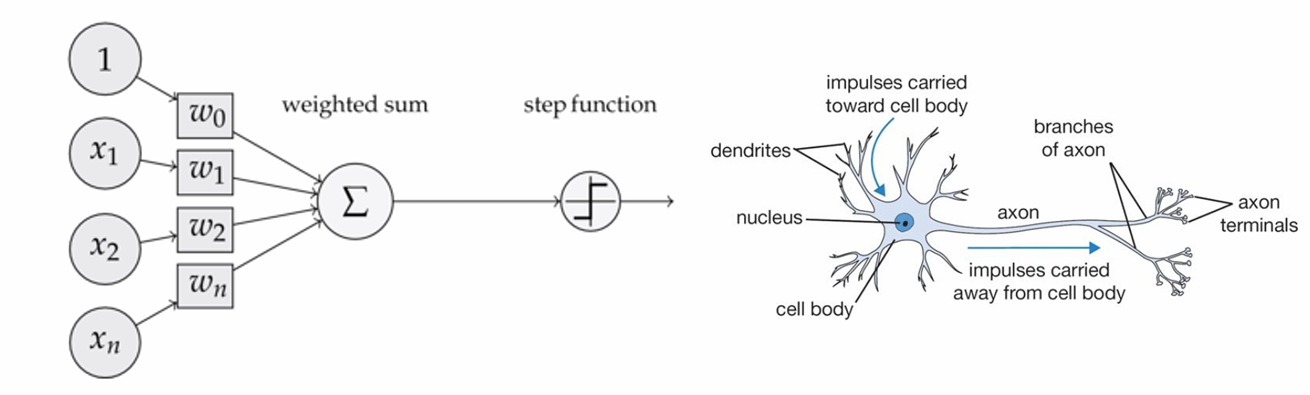 1
w0
weighted sum
step function
x1
w1
Σ
x2
w2
wn
xn
impulses carried
toward cell body
dendrites
branches
of axon
nucleus
axon
axon
terminals
impulses carried
away from cell body
cell body